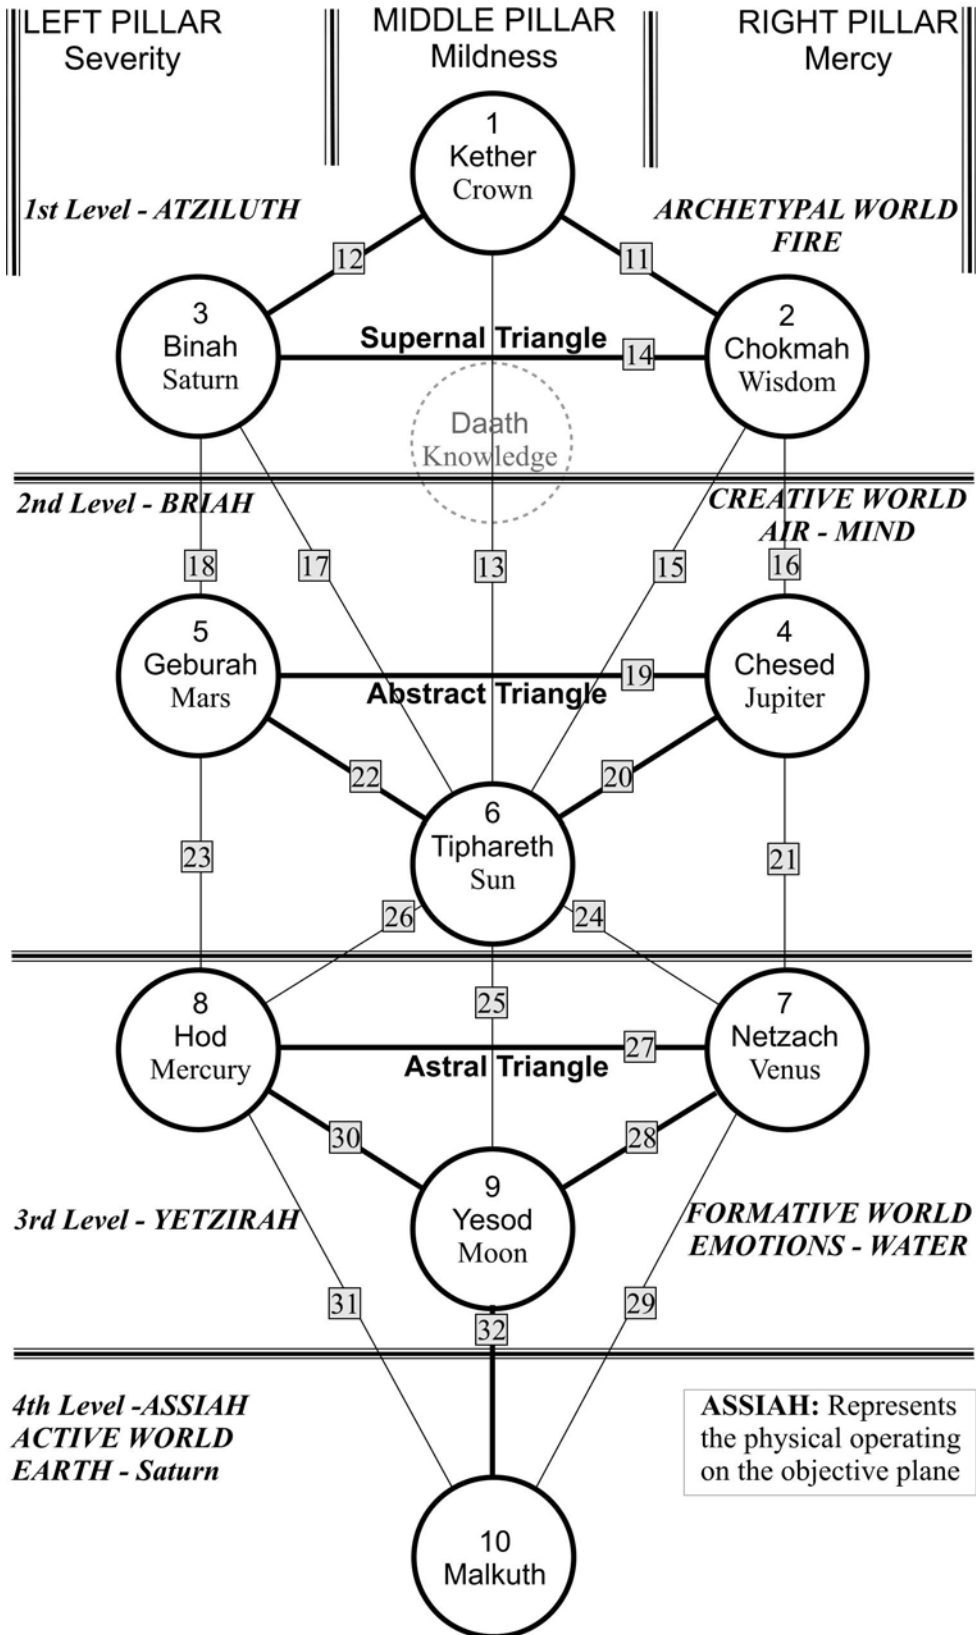 LEFT PILLAR
Severity
MIDDLE PILLAR
Mildness
RIGHT PILLAR
Mercy
1
Kether
Crown
1st Level - ATZILUTH
ARCHETYPAL WORLD
FIRE
12
11
3
Binah
Saturn
Supernal Triangle
14
2
Chokmah
Wisdom
Daath
Knowledge
2nd Level - BRIAH
CREATIVE WORLD
AIR - MIND
18
17
13
15
16
5
Geburah
Mars
19
Abstract Triangle
4
Chesed
Jupiter
22
20
6
Tiphareth
Sun
23
21
26
24
8
Hod
Mercury
25
27
Astral Triangle
7
Netzach
Venus
30
28
9
Yesod
Moon
3rd Level - YETZIRAH
FORMATIVE WORLD
EMOTIONS - WATER
31
32
29
4th Level -ASSIAH
ACTIVE WORLD
EARTH - Saturn
ASSIAH: Represents
the physical operating
on the objective plane
10
Malkuth